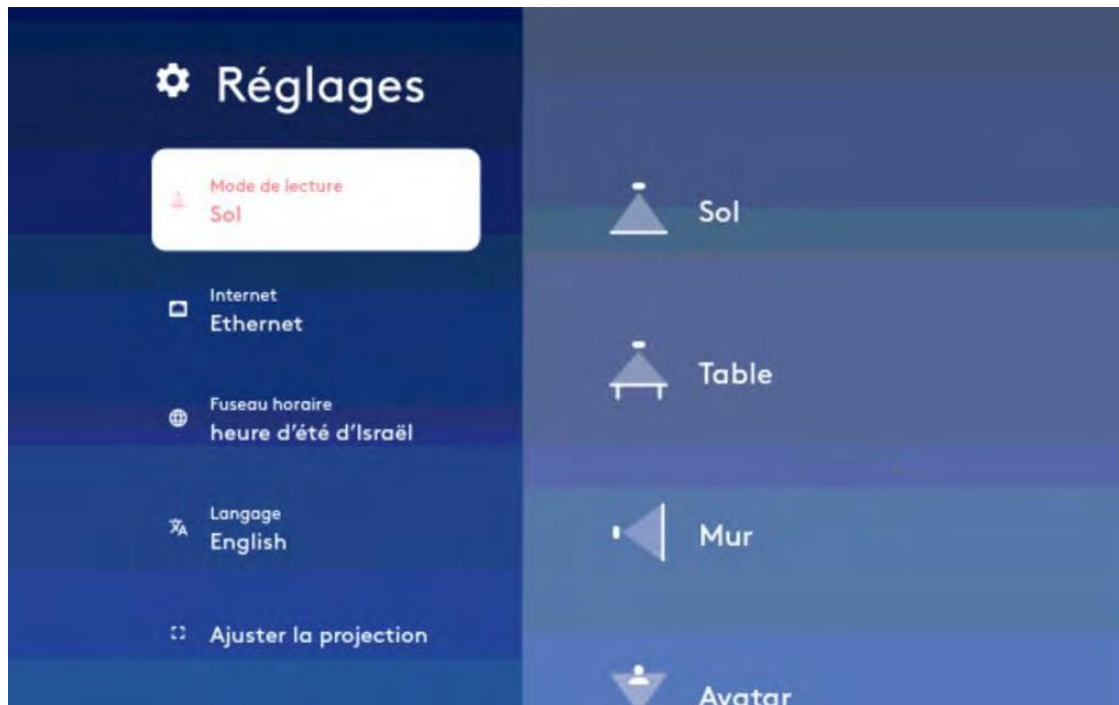 Réglages
Mode de lecture
Sol
Internet
Ethernet
Fuseau horaire
heure d'été d'Israël
Langage
English
Ajuster la projection
Sol
Table
Mur
Avatar